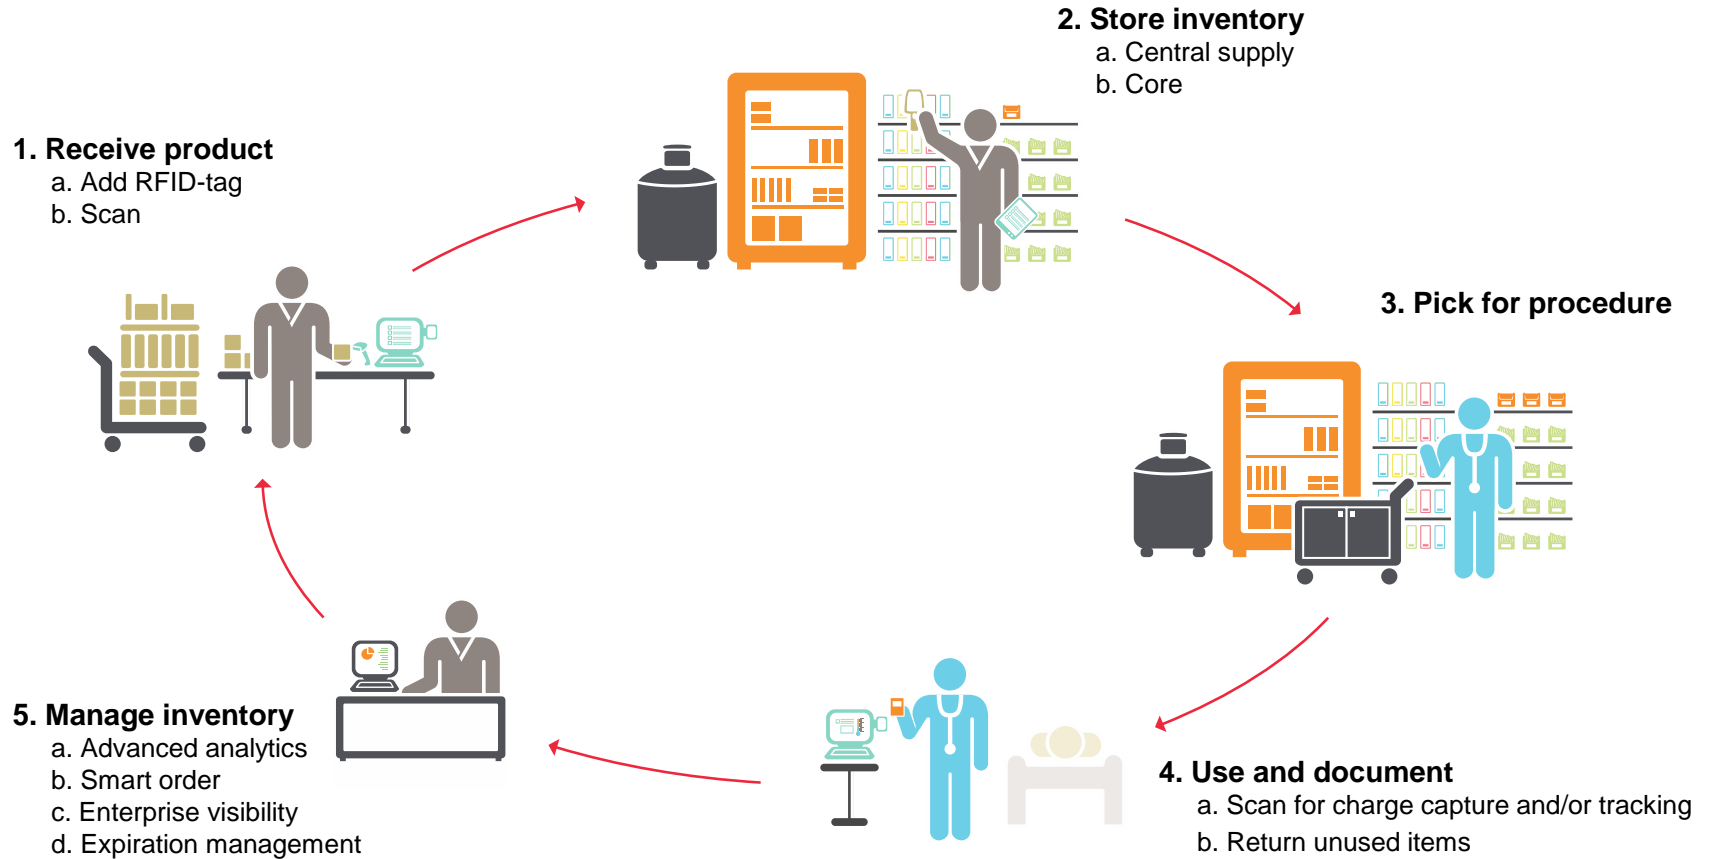 1. Receive product
a. Add RFID-tag
b. Scan
2. Store inventory
a. Central supply
b. Core
3. Pick for procedure
4. Use and document
a. Scan for charge capture and/or tracking
b. Return unused items
5. Manage inventory
a. Advanced analytics
b. Smart order
c. Enterprise visibility
d. Expiration management